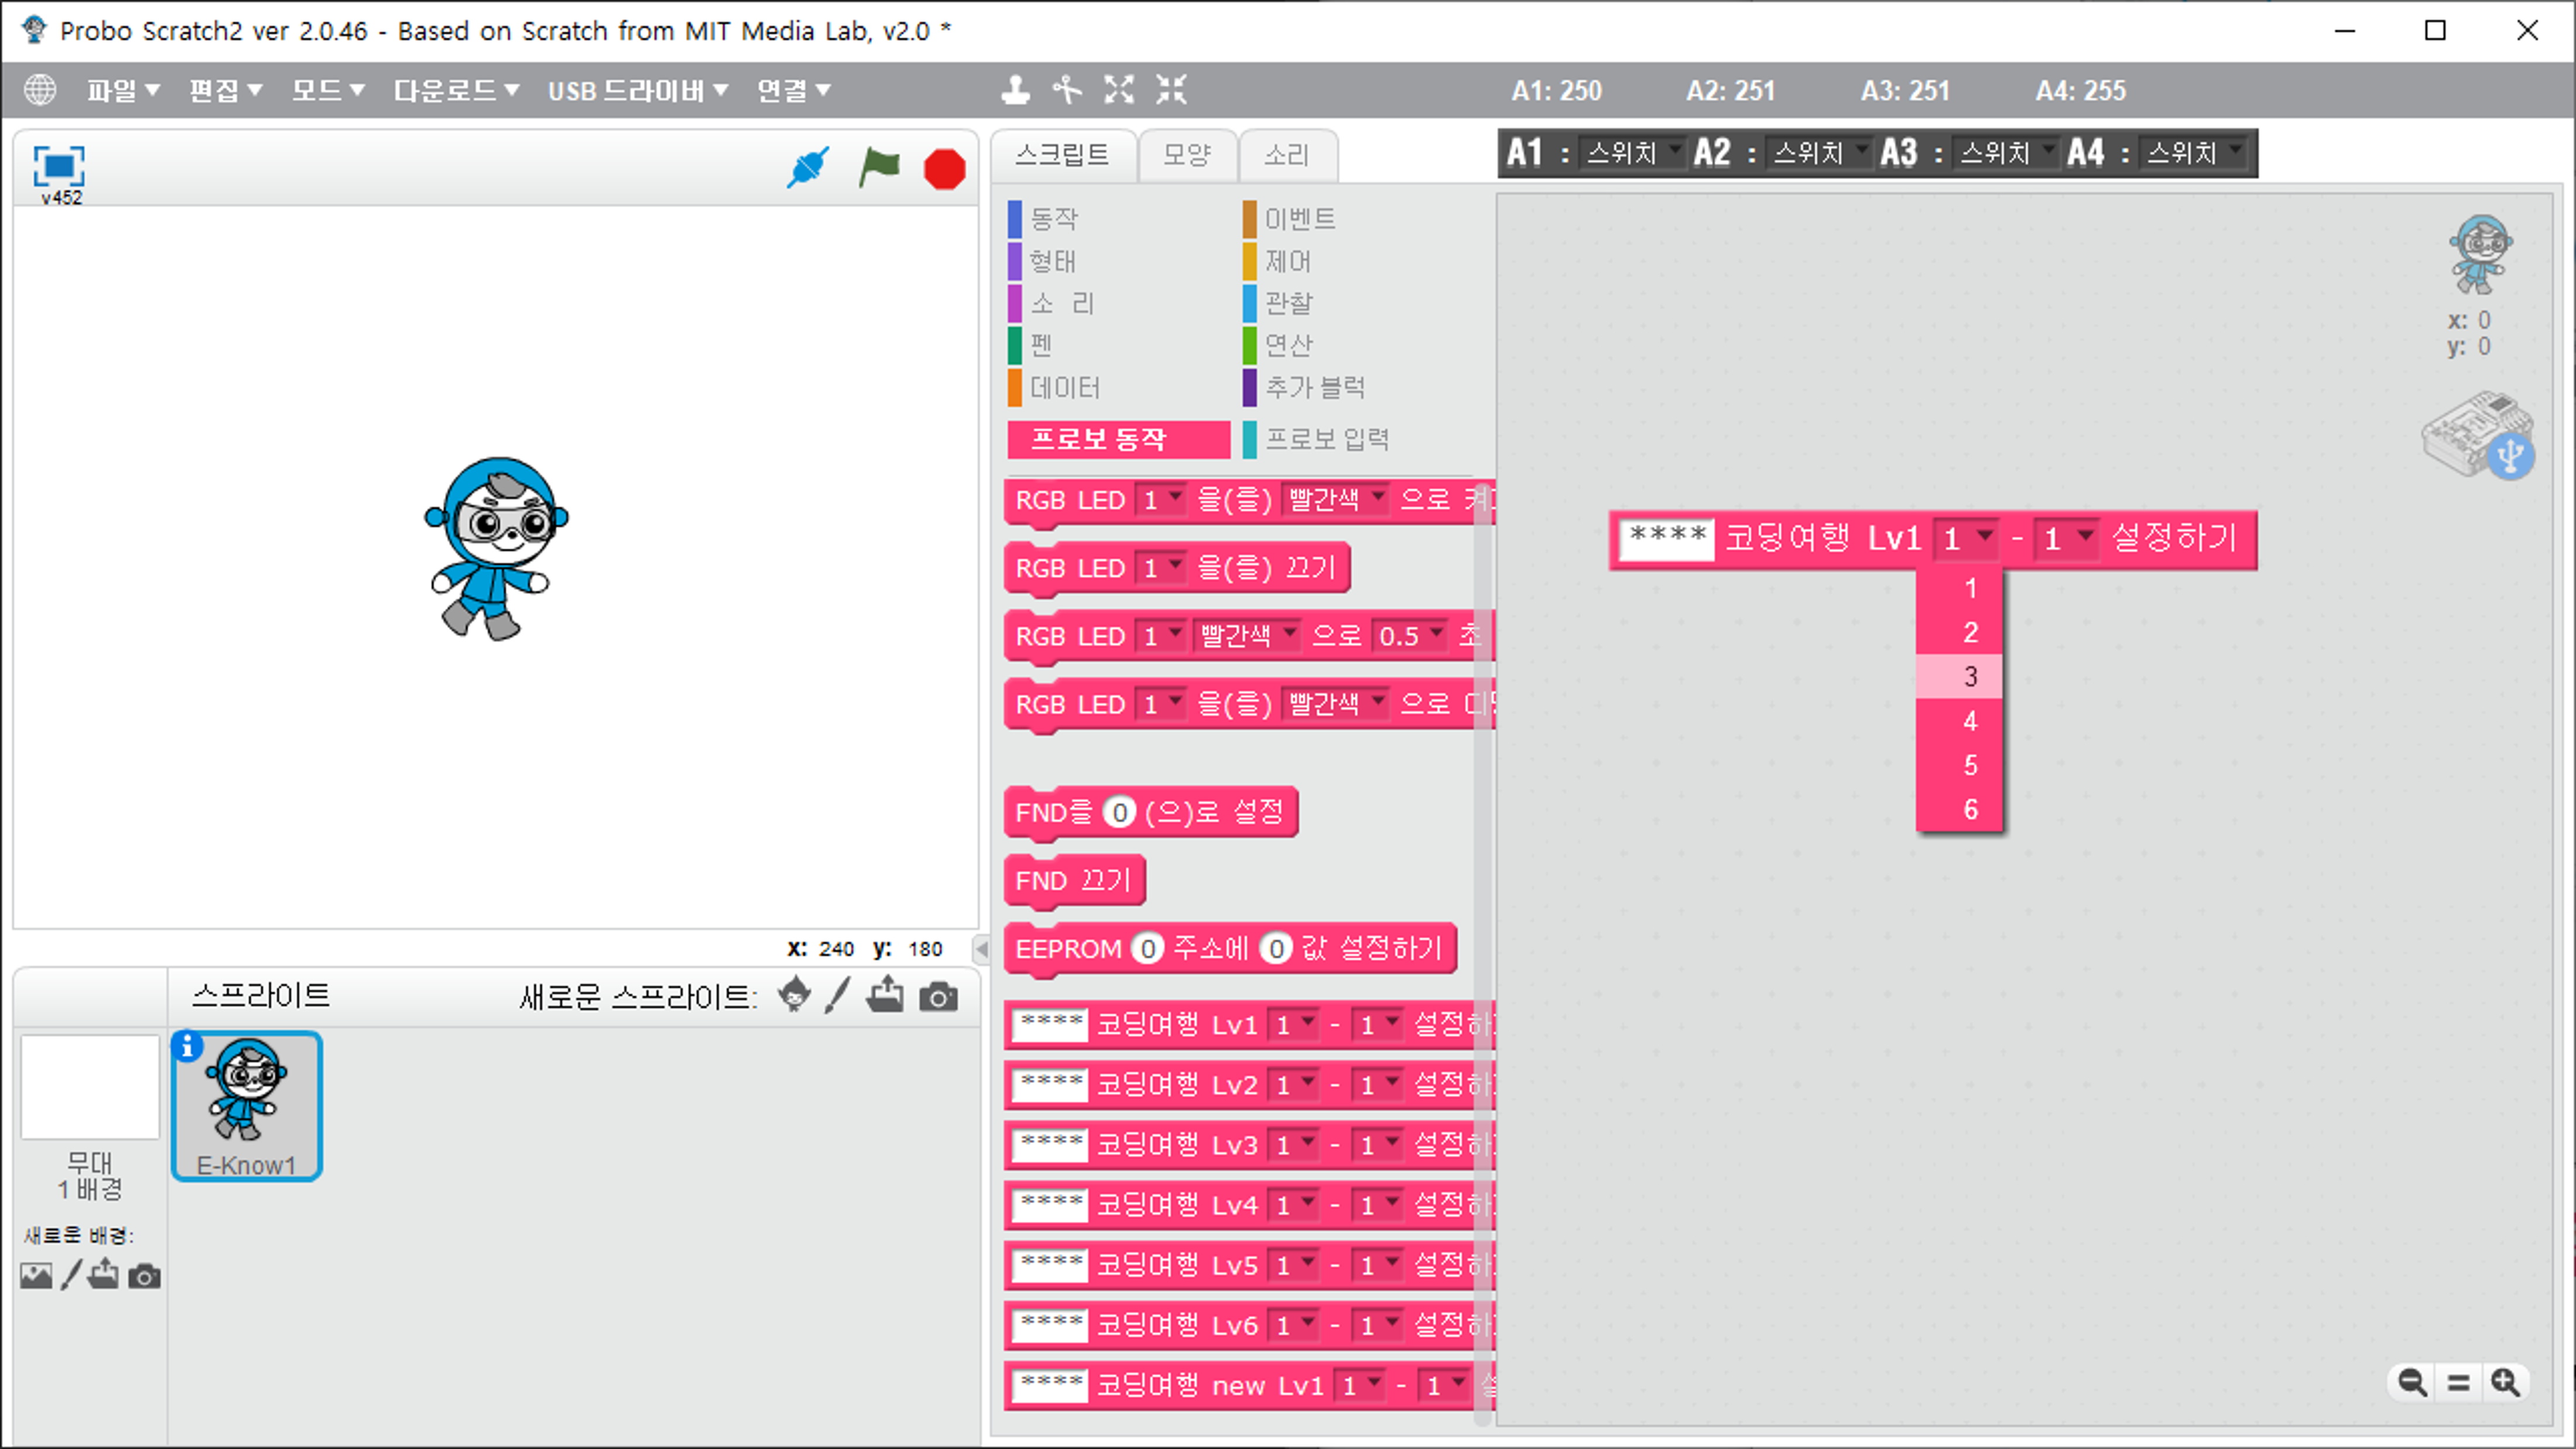 Probo Scratch2 ver 2.0.46 - Based on Scratch from MIT Media Lab, v2.0 *
파일 편집 모드 다운로드 USB 드라이버 연결 A1: 250 A2: 251 A3: 251 A4: 255
v452
스크립트 모양 소리
A1 : 스위치 A2 : 스위치 A3 : 스위치 A4 : 스위치
동작 이벤트
형태 제어
소 리 관찰
펜 연산
데이터 추가 블럭
프로보 동작 프로보 입력
RGB LED 1 을(를) 빨간색 으로
RGB LED 1 을(를) 끄기
RGB LED 1 빨간색 으로 0.5 초
RGB LED 1 을(를) 빨간색 으로
FND를 0 (으)로 설정
FND 끄기
EEPROM 0 주소에 0 값 설정하기
**** 코딩여행 Lv1 1 - 1 설정하
**** 코딩여행 Lv2 1 - 1 설정하
**** 코딩여행 Lv3 1 - 1 설정하
**** 코딩여행 Lv4 1 - 1 설정하
**** 코딩여행 Lv5 1 - 1 설정하
**** 코딩여행 Lv6 1 - 1 설정하
**** 코딩여행 new Lv1 1 - 1
x: 0
y: 0
**** 코딩여행 Lv1 1 - 1 설정하기
1
2
3
4
5
6
x: 240 y: 180
스프라이트 새로운 스프라이트:
E-Know1
무대
1 배경
새로운 배경: